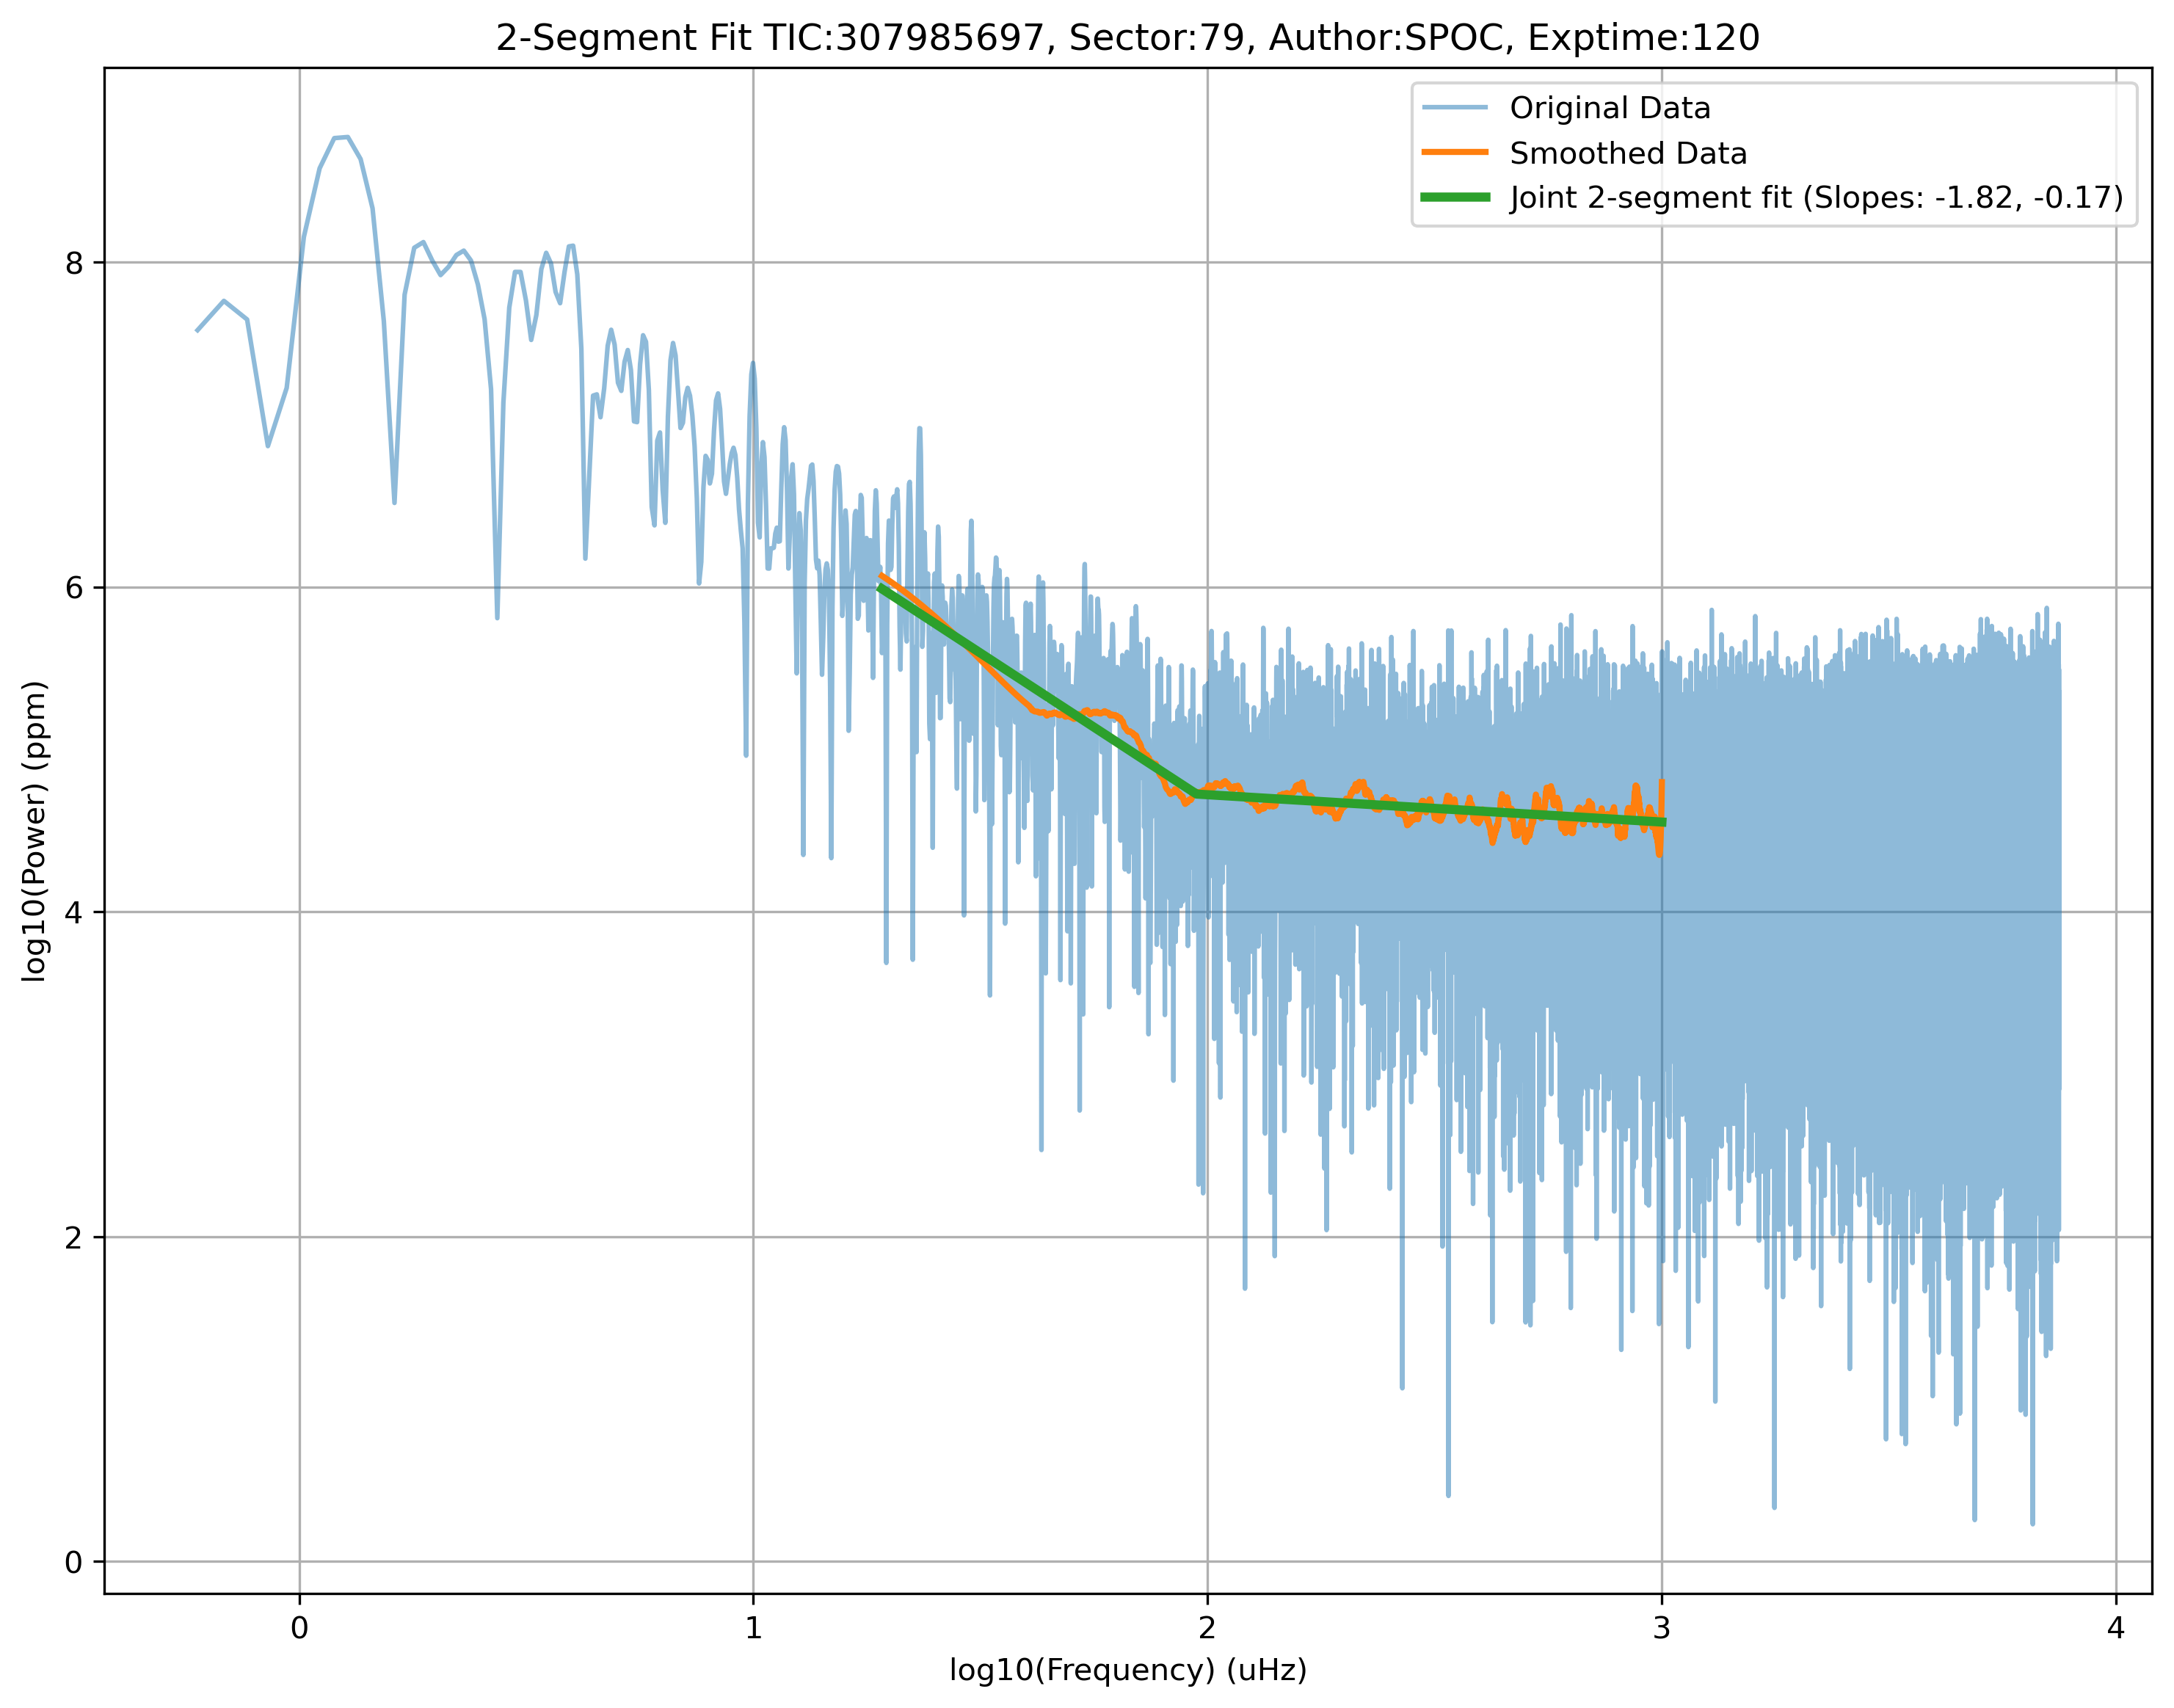 2-Segment Fit TIC:307985697, Sector:79, Author:SPOC, Exptime:120
Original Data
Smoothed Data
Joint 2-segment fit (Slopes: -1.82, -0.17)
log10(Power) (ppm)
8
6
4
2
0
0 1 2 3 4
log10(Frequency) (uHz)